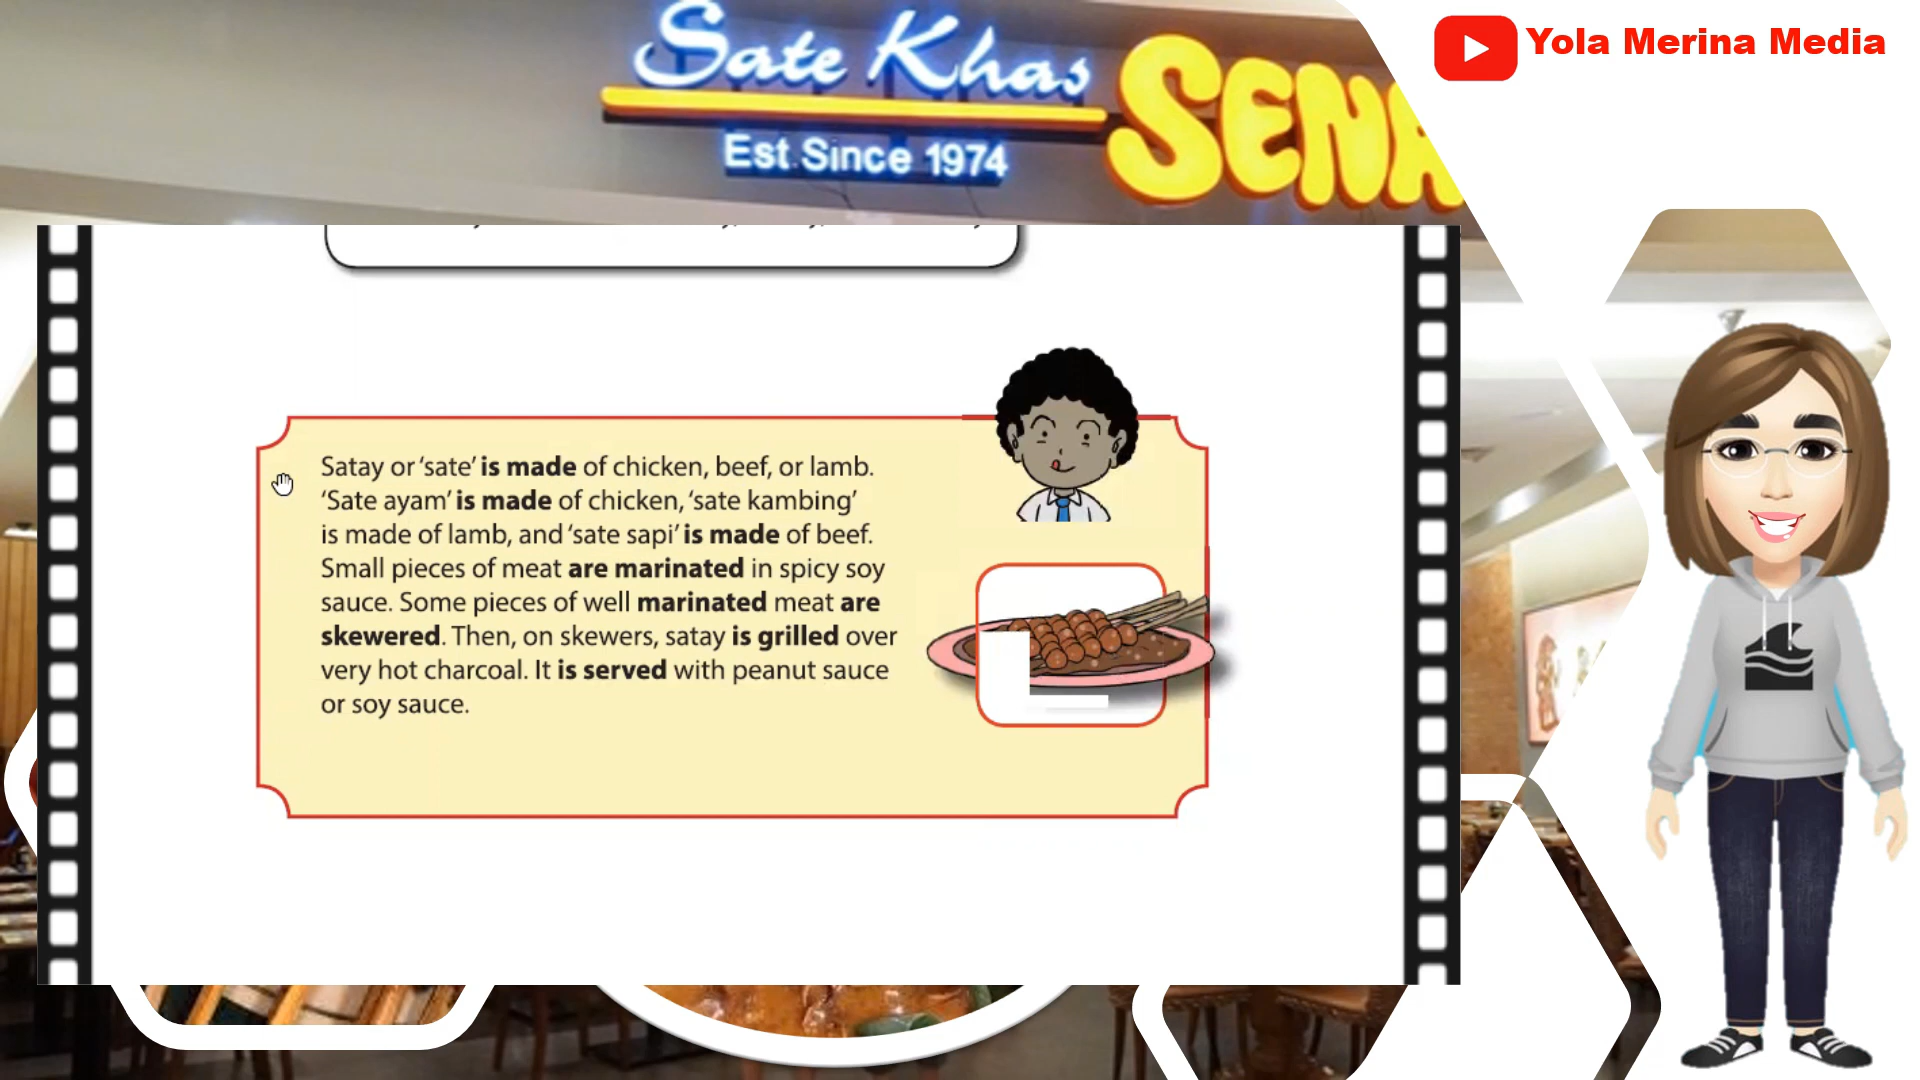 Sate Khas
SENA
Est Since 1974
Yola Merina Media
Satay or ‘sate’ is made of chicken, beef, or lamb.
‘Sate ayam’ is made of chicken, ‘sate kambing’
is made of lamb, and ‘sate sapi’ is made of beef.
Small pieces of meat are marinated in spicy soy
sauce. Some pieces of well marinated meat are
skewered. Then, on skewers, satay is grilled over
very hot charcoal. It is served with peanut sauce
or soy sauce.